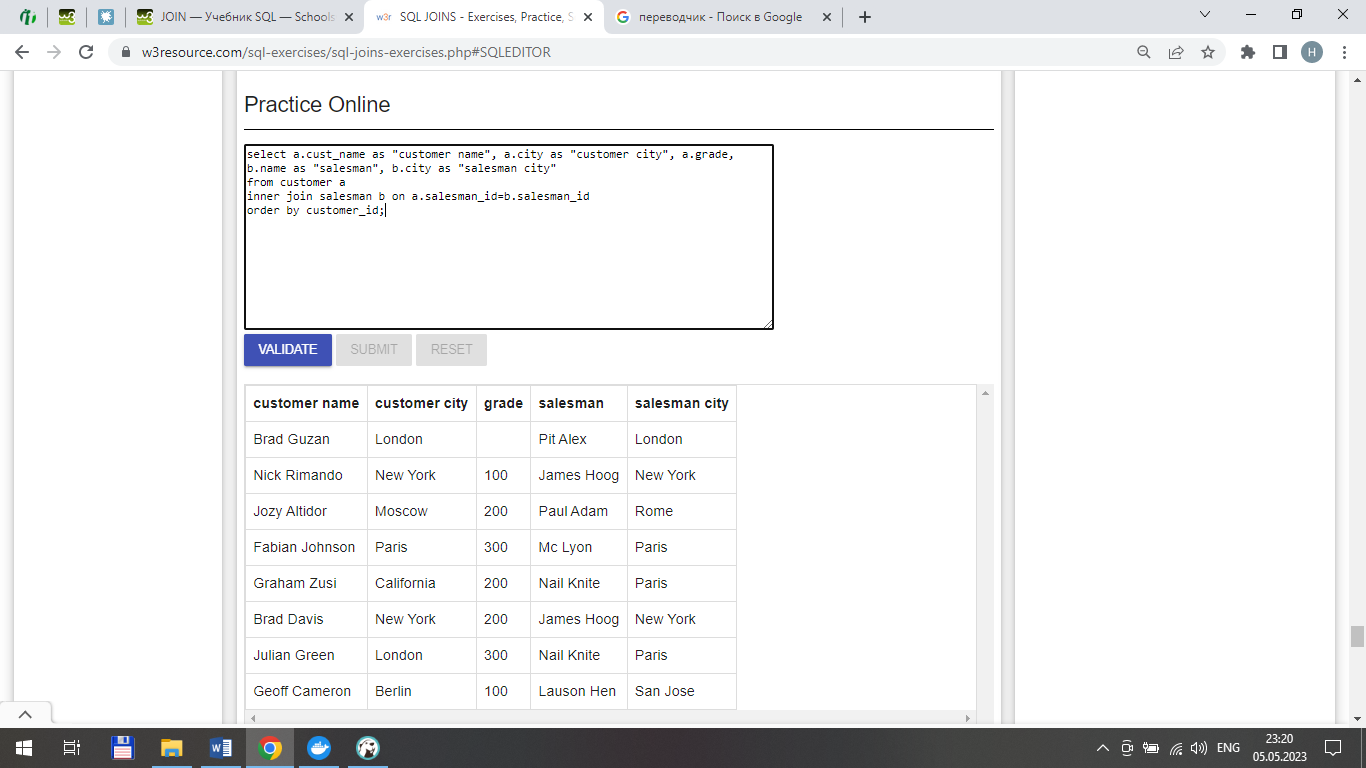 JOIN — Учебник SQL — Schools
SQL JOINS - Exercises, Practice, S
переводчик - Поиск в Google
w3resource.com/sql-exercises/sql-joins-exercises.php#SQLEDITOR
H
Practice Online
select a.cust_name as "customer name", a.city as "customer city", a.grade,
b.name as "salesman", b.city as "salesman city"
from customer a
inner join salesman b on a.salesman_id=b.salesman_id
order by customer_id;
VALIDATE SUBMIT RESET
customer name customer city grade salesman salesman city
Brad Guzan London Pit Alex London
Nick Rimando New York 100 James Hoog New York
Jozy Altidor Moscow 200 Paul Adam Rome
Fabian Johnson Paris 300 Mc Lyon Paris
Graham Zusi California 200 Nail Knite Paris
Brad Davis New York 200 James Hoog New York
Julian Green London 300 Nail Knite Paris
Geoff Cameron Berlin 100 Lauson Hen San Jose
ENG
23:20
05.05.2023